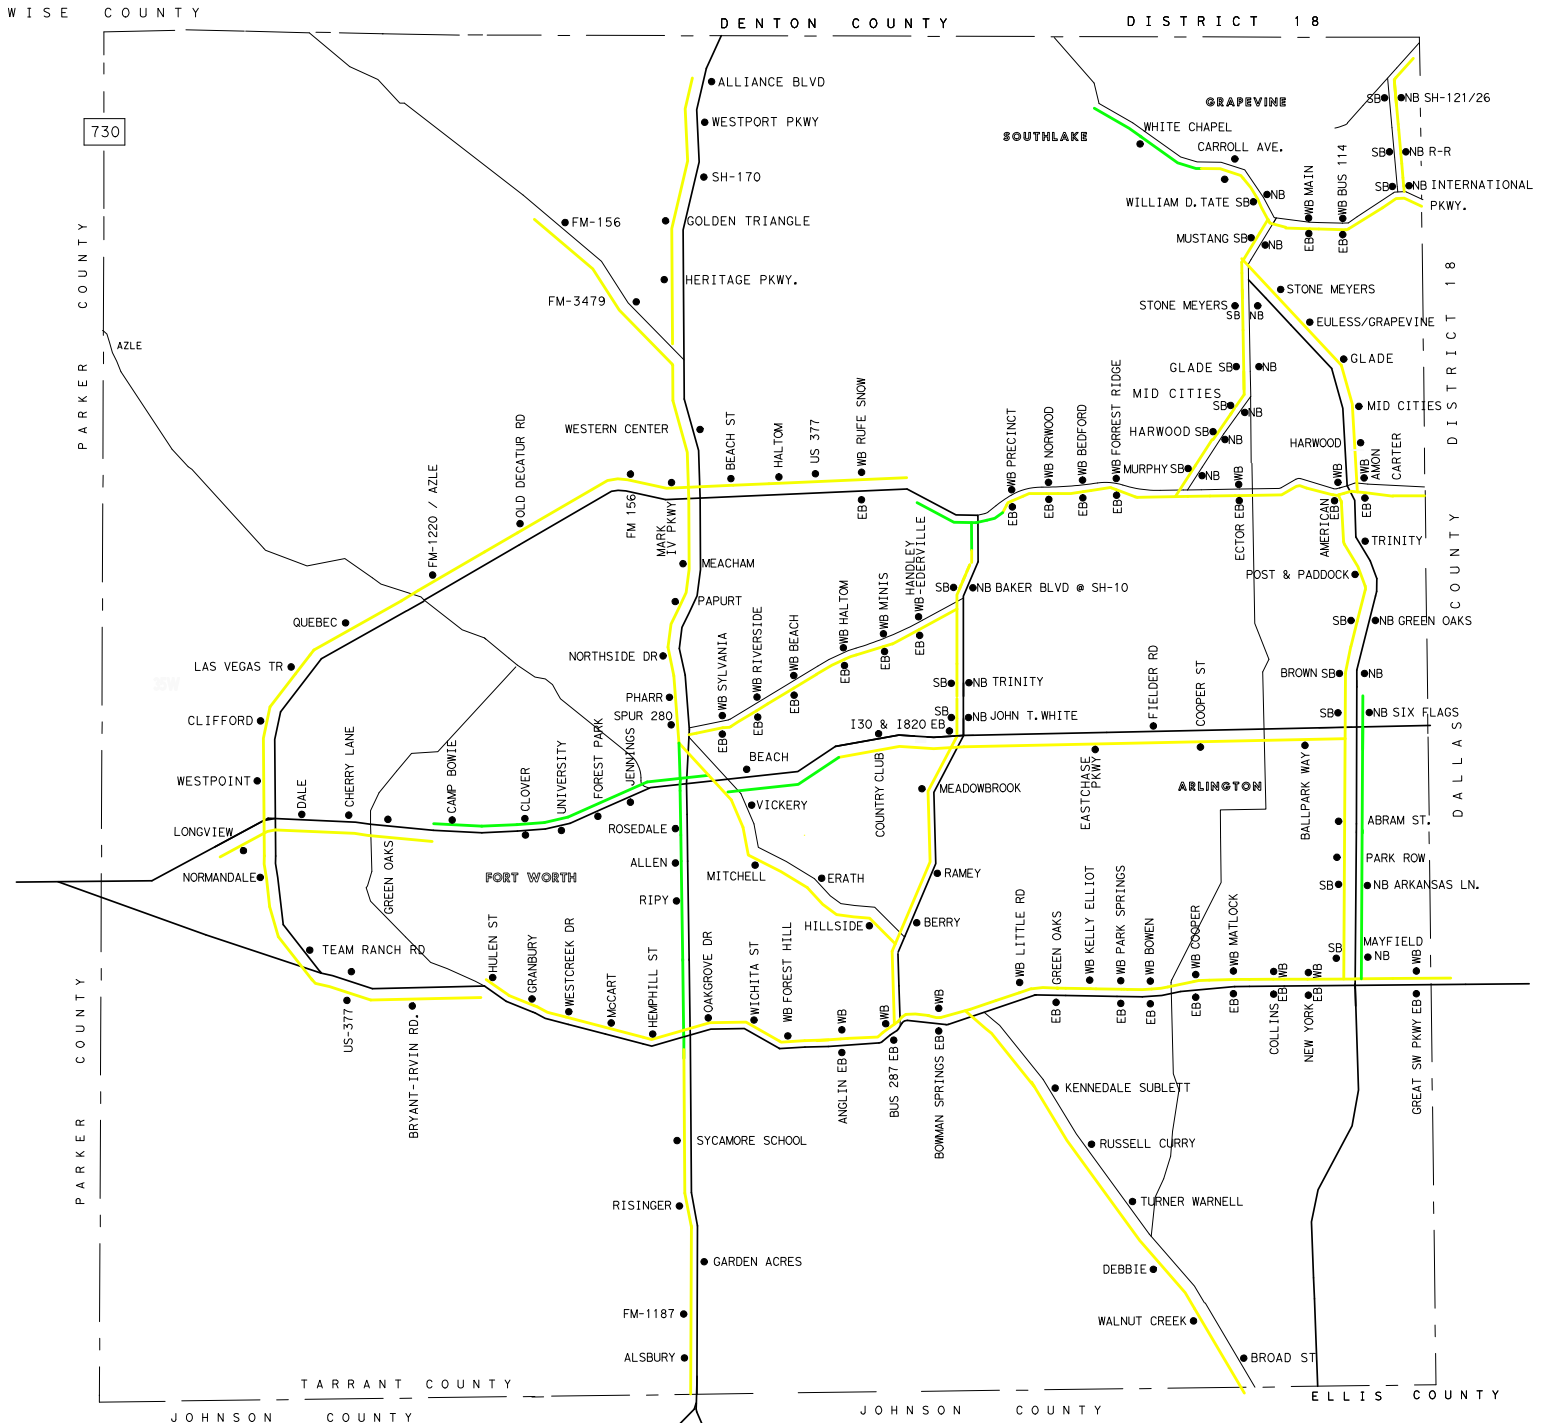 WISE COUNTY
DENTON COUNTY
DISTRICT 18
730
ALLIANCE BLVD
WESTPORT PKWY
SH-170
GOLDEN TRIANGLE
HERITAGE PKWY.
FM-156
FM-3479
GRAPEVINE
SOUTHLAKE
WHITE CHAPEL
CARROLL AVE.
SB NB SH-121/26
SB NB R-R
SB NB INTERNATIONAL
PKWY.
WILLIAM D. TATE SB NB
EB WB MAIN
EB WB BUS 114
MUSTANG SB NB
STONE MEYERS
STONE MEYERS
SB NB
EULESS/GRAPEVINE
GLADE SB NB
GLADE
MID CITIES
SB NB
MID CITIES
HARWOOD SB NB
HARWOOD
MURPHY SB NB
AMON
CARTER
PARKER COUNTY
DISTRICT 18
AZLE
WESTERN CENTER
BEACH ST
HALTOM
US 377
EB WB RUFE SNOW
EB WB PRECINCT
EB WB NORWOOD
EB WB BEDFORD
EB WB FORREST RIDGE
ECTOR EB WB
AMERICAN
EB WB
EB WB
FM-1220 / AZLE
OLD DECATUR RD
FM 156
MARK
IV PKWY
MEACHAM
PAPURT
TRINITY
POST & PADDOCK
HANDLEY
EB WB-EDERVILLE
SB NB BAKER BLVD @ SH-10
QUEBEC
LAS VEGAS TR
CLIFFORD
WESTPOINT
NORTHSIDE DR
PHARR
SPUR 280
EB WB SYLVANIA
EB WB RIVERSIDE
EB WB BEACH
EB WB HALTOM
EB WB MINIS
SB NB GREEN OAKS
BROWN SB NB
SB NB TRINITY
SB NB JOHN T. WHITE
I30 & I820 EB
FIELDER RD
COOPER ST
SB NB SIX FLAGS
DALLAS COUNTY
DALE
CHERRY LANE
CAMP BOWIE
CLOVER
UNIVERSITY
FOREST PARK
JENNINGS
BEACH
VICKERY
COUNTRY CLUB
MEADOWBROOK
EASTCHASE
PKWY
ARLINGTON
BALLPARK WAY
LONGVIEW
NORMANDALE
GREEN OAKS
FORT WORTH
ROSEDALE
ALLEN
RIPY
MITCHELL
ERATH
HILLSIDE
RAMEY
BERRY
ABRAM ST.
PARK ROW
SB NB ARKANSAS LN.
MAYFIELD
SB NB
TEAM RANCH RD
US-377
BRYANT-IRVIN RD.
HULEN ST
GRANBURY
WESTCREEK DR
McCART
HEMPHILL ST
OAKGROVE DR
WICHITA ST
WB FOREST HILL
ANGLIN EB WB
BUS 287 EB WB
BOWMAN SPRINGS EB WB
WB LITTLE RD
EB GREEN OAKS
WB KELLY ELLIOT
EB WB PARK SPRINGS
EB WB BOWEN
EB WB COOPER
EB WB MATLOCK
COLLINS EB WB
NEW YORK EB WB
GREAT SW PKWY EB WB
PARKER COUNTY
SYCAMORE SCHOOL
RISINGER
GARDEN ACRES
FM-1187
ALSBURY
KENNEDALE SUBLETT
RUSSELL CURRY
TURNER WARNELL
DEBBIE
WALNUT CREEK
BROAD ST
PARKER
TARRANT COUNTY
JOHNSON COUNTY
JOHNSON COUNTY
ELLIS COUNTY